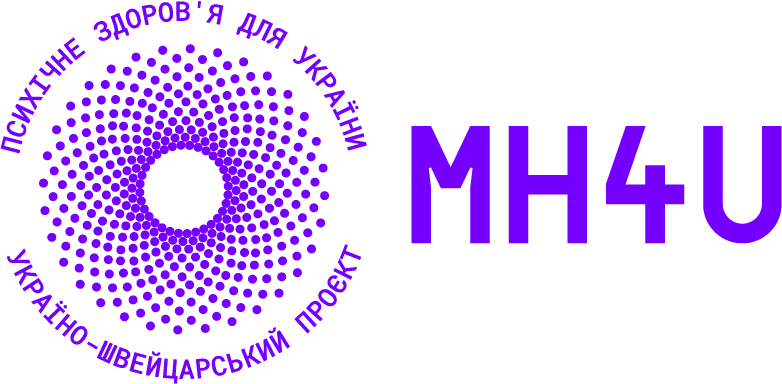 ПСИХІЧНЕ ЗДОРОВ'Я ДЛЯ УКРАЇНИ
УКРАЇНО-ШВЕЙЦАРСЬКИЙ ПРОЄКТ
MH4U